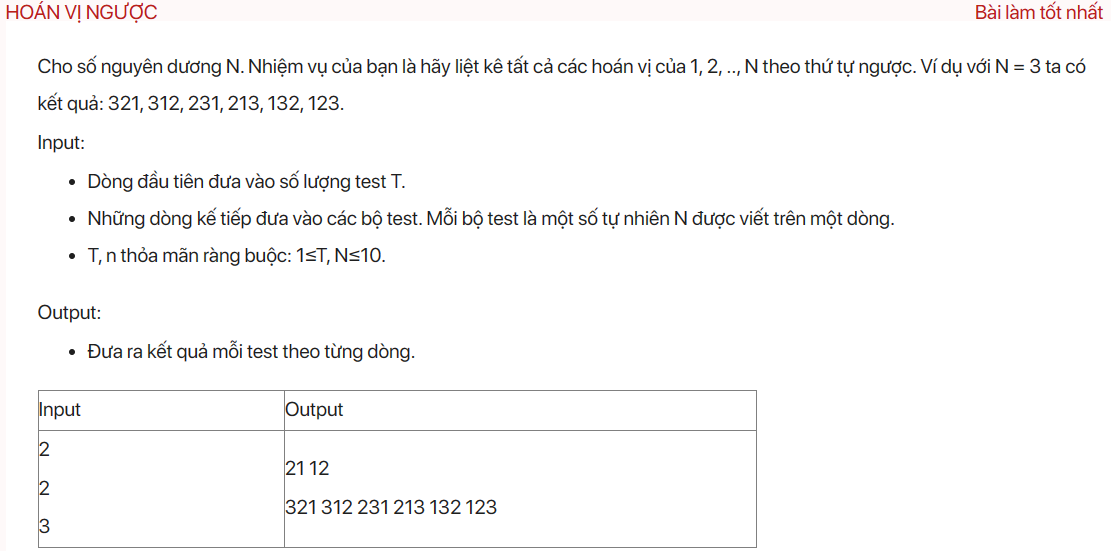 HOÁN VỊ NGƯỢC Bài làm tốt nhất
Cho số nguyên dương N. Nhiệm vụ của bạn là hãy liệt kê tất cả các hoán vị của 1, 2, .., N theo thứ tự ngược. Ví dụ với N = 3 ta có
kết quả: 321, 312, 231, 213, 132, 123.
Input:
• Dòng đầu tiên đưa vào số lượng test T.
• Những dòng kế tiếp đưa vào các bộ test. Mỗi bộ test là một số tự nhiên N được viết trên một dòng.
• T, n thỏa mãn ràng buộc: 1≤T, N≤10.
Output:
• Đưa ra kết quả mỗi test theo từng dòng.
Input Output
2
2
3
21 12
321 312 231 213 132 123